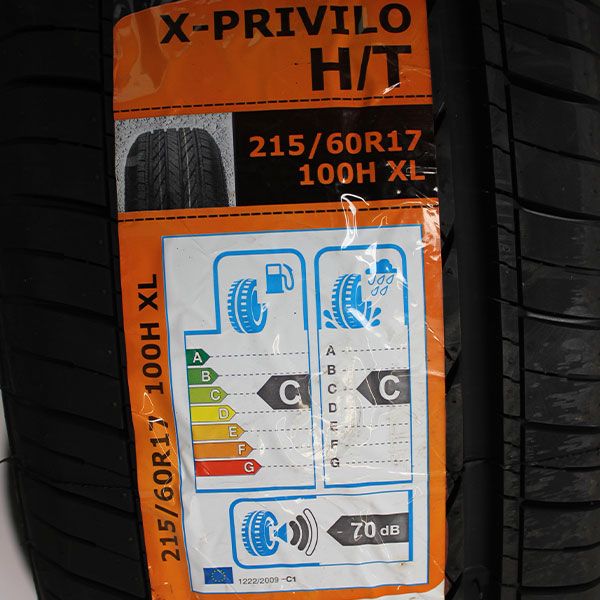 X-PRIVILO
H/T
215/60R17
100H XL
215/60R17 100H XL
A
B
C
D
E
F
G
C
A
B
C
D
E
F
G
C
70 dB
1222/2009 -C1